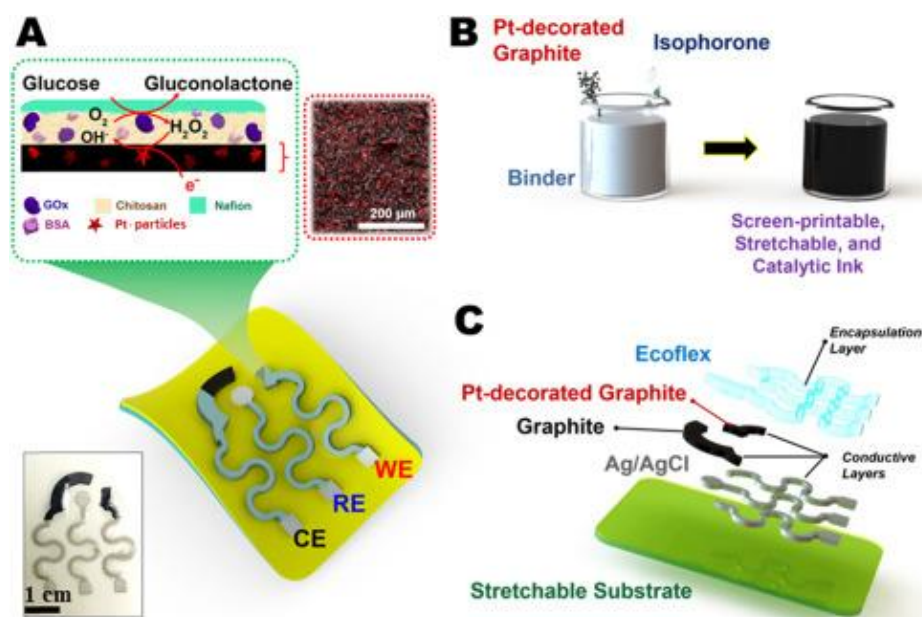 A
Glucose Gluconolactone
O₂
OH⁻ H₂O₂
e⁻
GOx Chitosan Nafion
BSA Pt- particles
200 µm
WE
RE
CE
1 cm
B
Pt-decorated
Graphite
Isophorone
Binder
Screen-printable,
Stretchable, and
Catalytic Ink
C
Encapsulation
Layer
Ecoflex
Pt-decorated Graphite
Graphite
Ag/AgCl
Conductive
Layers
Stretchable Substrate